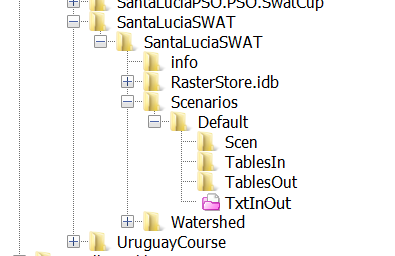 SantaLuciaPSO.PSO.SwatCup
SantaLuciaSWAT
SantaLuciaSWAT
info
RasterStore.idb
Scenarios
Default
Scen
TablesIn
TablesOut
TxtInOut
Watershed
UruguayCourse